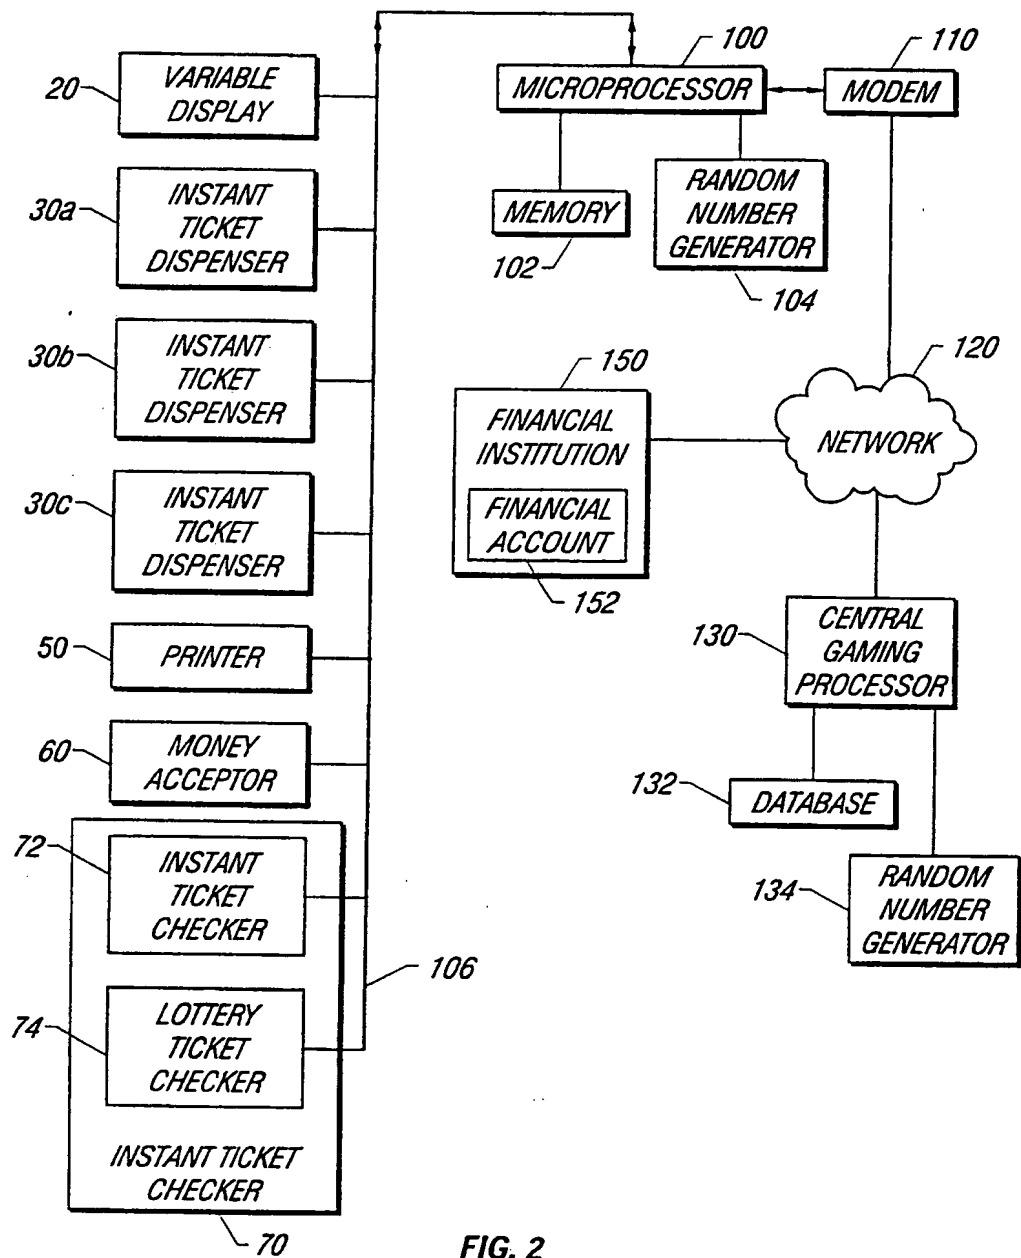 20
VARIABLE
DISPLAY
30a
INSTANT
TICKET
DISPENSER
30b
INSTANT
TICKET
DISPENSER
30c
INSTANT
TICKET
DISPENSER
50
PRINTER
60
MONEY
ACCEPTOR
72
INSTANT
TICKET
CHECKER
74
LOTTERY
TICKET
CHECKER
INSTANT TICKET
CHECKER
70
106
100
MICROPROCESSOR
110
MODEM
MEMORY
102
RANDOM
NUMBER
GENERATOR
104
120
NETWORK
150
FINANCIAL
INSTITUTION
FINANCIAL
ACCOUNT
152
130
CENTRAL
GAMING
PROCESSOR
132
DATABASE
134
RANDOM
NUMBER
GENERATOR
FIG. 2